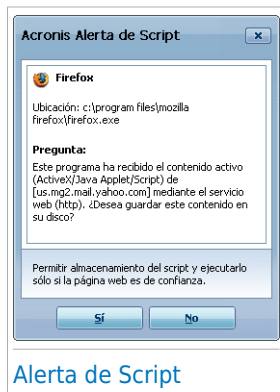 Acronis Alerta de Script
Firefox
Ubicación: c:\program files\mozilla
firefox\firefox.exe
Pregunta:
Este programa ha recibido el contenido activo
(ActiveX/Java Applet/Script) de
[us.mg2.mail.yahoo.com] mediante el servicio
web (http). ¿Desea guardar este contenido en
su disco?
Permitir almacenamiento del script y ejecutarlo
sólo si la página web es de confianza.
Sí
No
Alerta de Script